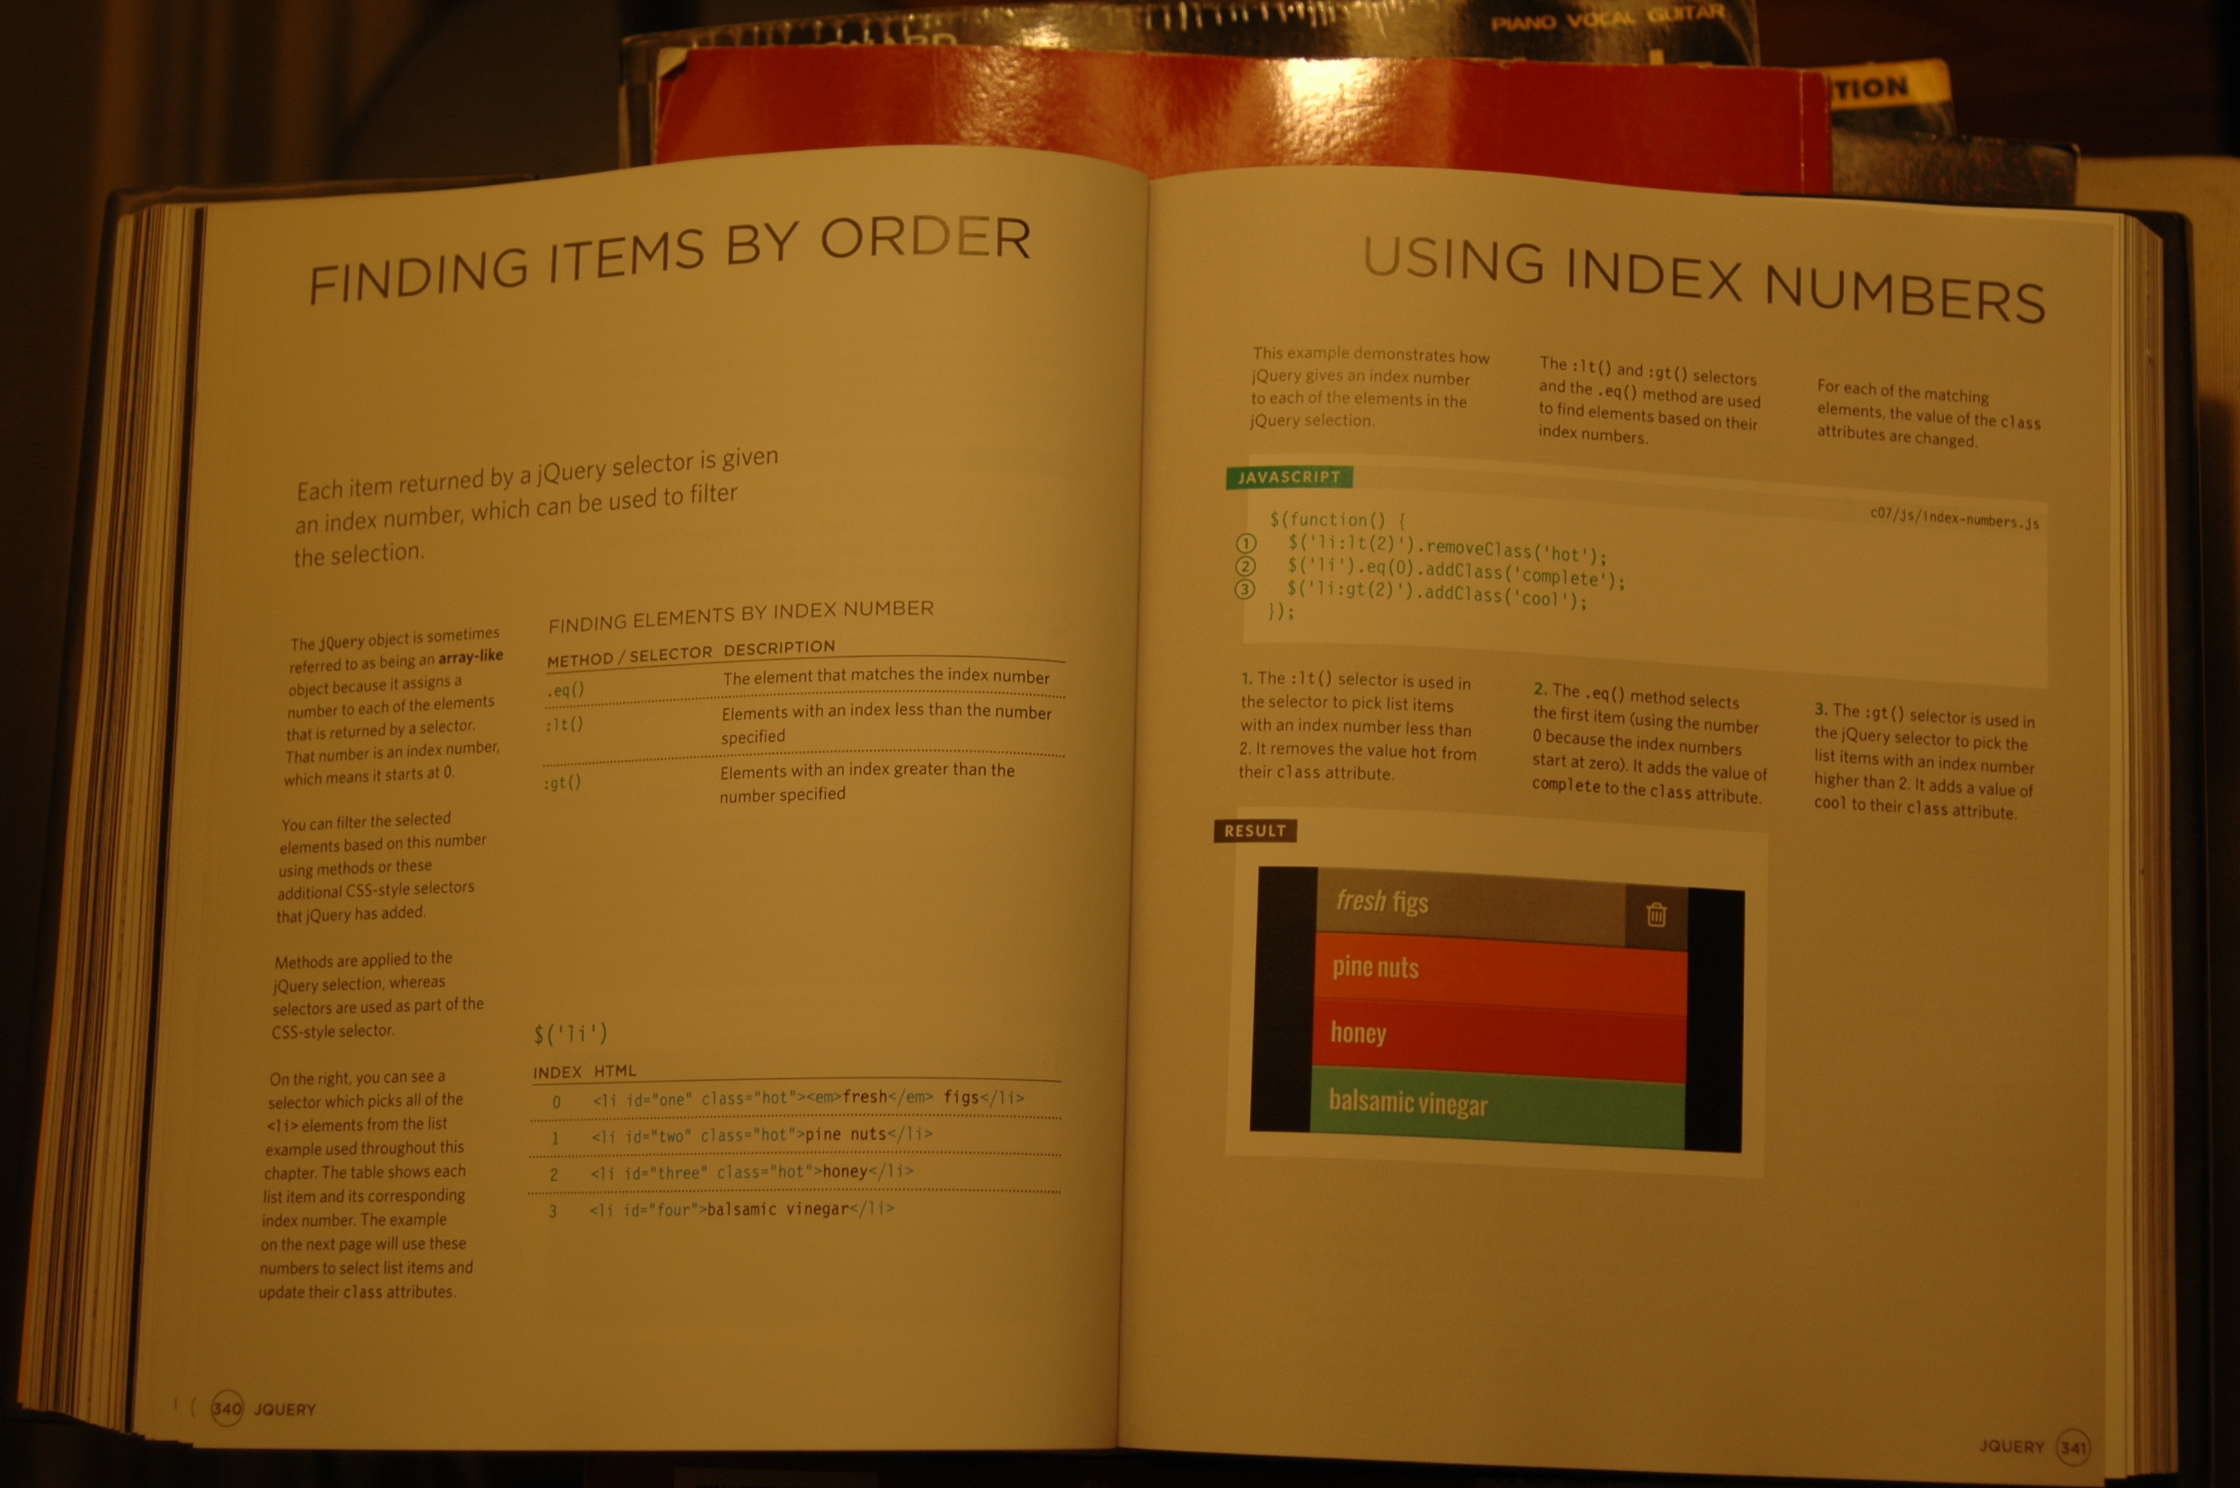 PIANO VOCAL GUITAR
TION
FINDING ITEMS BY ORDER
Each item returned by a jQuery selector is given
an index number, which can be used to filter
the selection.
The jQuery object is sometimes
referred to as being an array-like
object because it assigns a
number to each of the elements
that is returned by a selector.
That number is an index number,
which means it starts at 0.
You can filter the selected
elements based on this number
using methods or these
additional CSS-style selectors
that jQuery has added.
Methods are applied to the
jQuery selection, whereas
selectors are used as part of the
CSS-style selector.
On the right, you can see a
selector which picks all of the
<li> elements from the list
example used throughout this
chapter. The table shows each
list item and its corresponding
index number. The example
on the next page will use these
numbers to select list items and
update their class attributes.
FINDING ELEMENTS BY INDEX NUMBER
METHOD / SELECTOR DESCRIPTION
.eq() The element that matches the index number
:lt() Elements with an index less than the number
specified
:gt() Elements with an index greater than the
number specified
$('li')
INDEX HTML
0 <li id="one" class="hot"><em>fresh</em> figs</li>
1 <li id="two" class="hot">pine nuts</li>
2 <li id="three" class="hot">honey</li>
3 <li id="four">balsamic vinegar</li>
340 JQUERY
USING INDEX NUMBERS
This example demonstrates how
jQuery gives an index number
to each of the elements in the
jQuery selection.
The :lt() and :gt() selectors
and the .eq() method are used
to find elements based on their
index numbers.
For each of the matching
elements, the value of the class
attributes are changed.
JAVASCRIPT
c07/js/index-numbers.js
$(function() {
1 $('li:lt(2)').removeClass('hot');
2 $('li').eq(0).addClass('complete');
3 $('li:gt(2)').addClass('cool');
});
1. The :lt() selector is used in
the selector to pick list items
with an index number less than
2. It removes the value hot from
their class attribute.
2. The .eq() method selects
the first item (using the number
0 because the index numbers
start at zero). It adds the value of
complete to the class attribute.
3. The :gt() selector is used in
the jQuery selector to pick the
list items with an index number
higher than 2. It adds a value of
cool to their class attribute.
RESULT
fresh figs
pine nuts
honey
balsamic vinegar
JQUERY 341